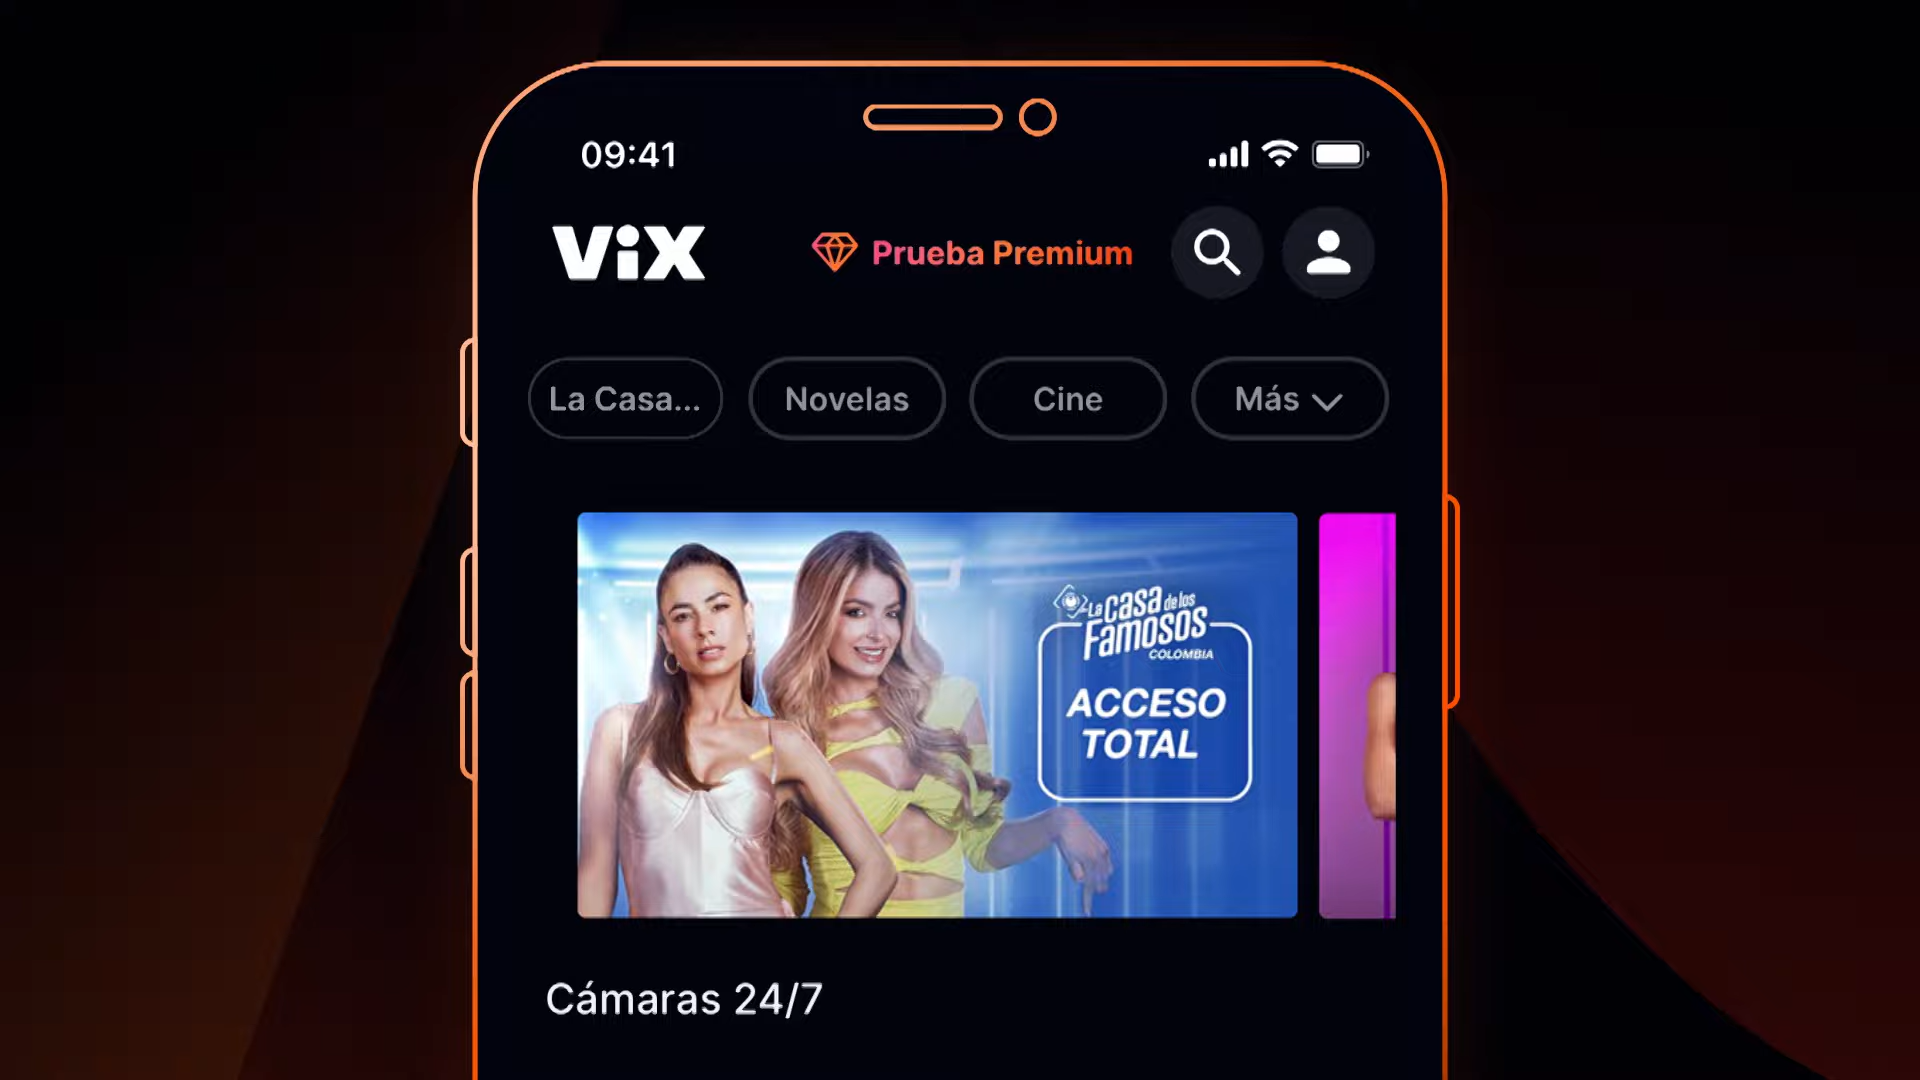 09:41
ViX
Prueba Premium
La Casa...
Novelas
Cine
Más
La CASA de los
FAMOSOS
COLOMBIA
ACCESO
TOTAL
Cámaras 24/7